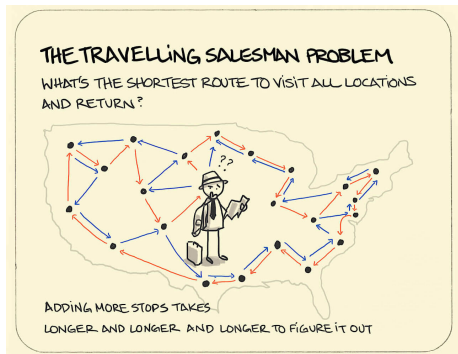 THE TRAVELLING SALESMAN PROBLEM
WHAT'S THE SHORTEST ROUTE TO VISIT ALL LOCATIONS
AND RETURN?
??
ADDING MORE STOPS TAKES
LONGER AND LONGER AND LONGER TO FIGURE IT OUT